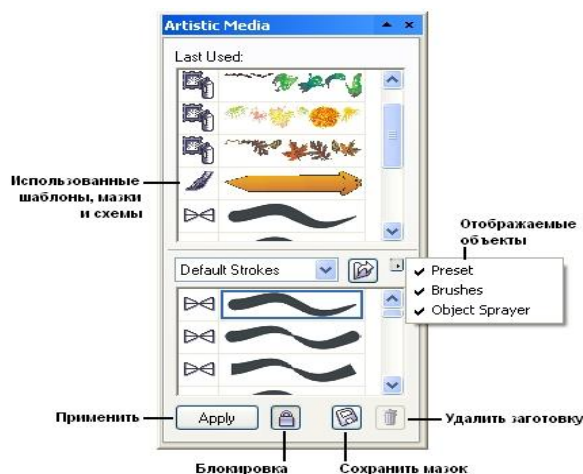 Artistic Media
Last Used:
Использованные
шаблоны, мазки
и схемы
Отображаемые
объекты
Default Strokes
Preset
Brushes
Object Sprayer
Применить
Apply
Удалить заготовку
Блокировка
Сохранить мазок